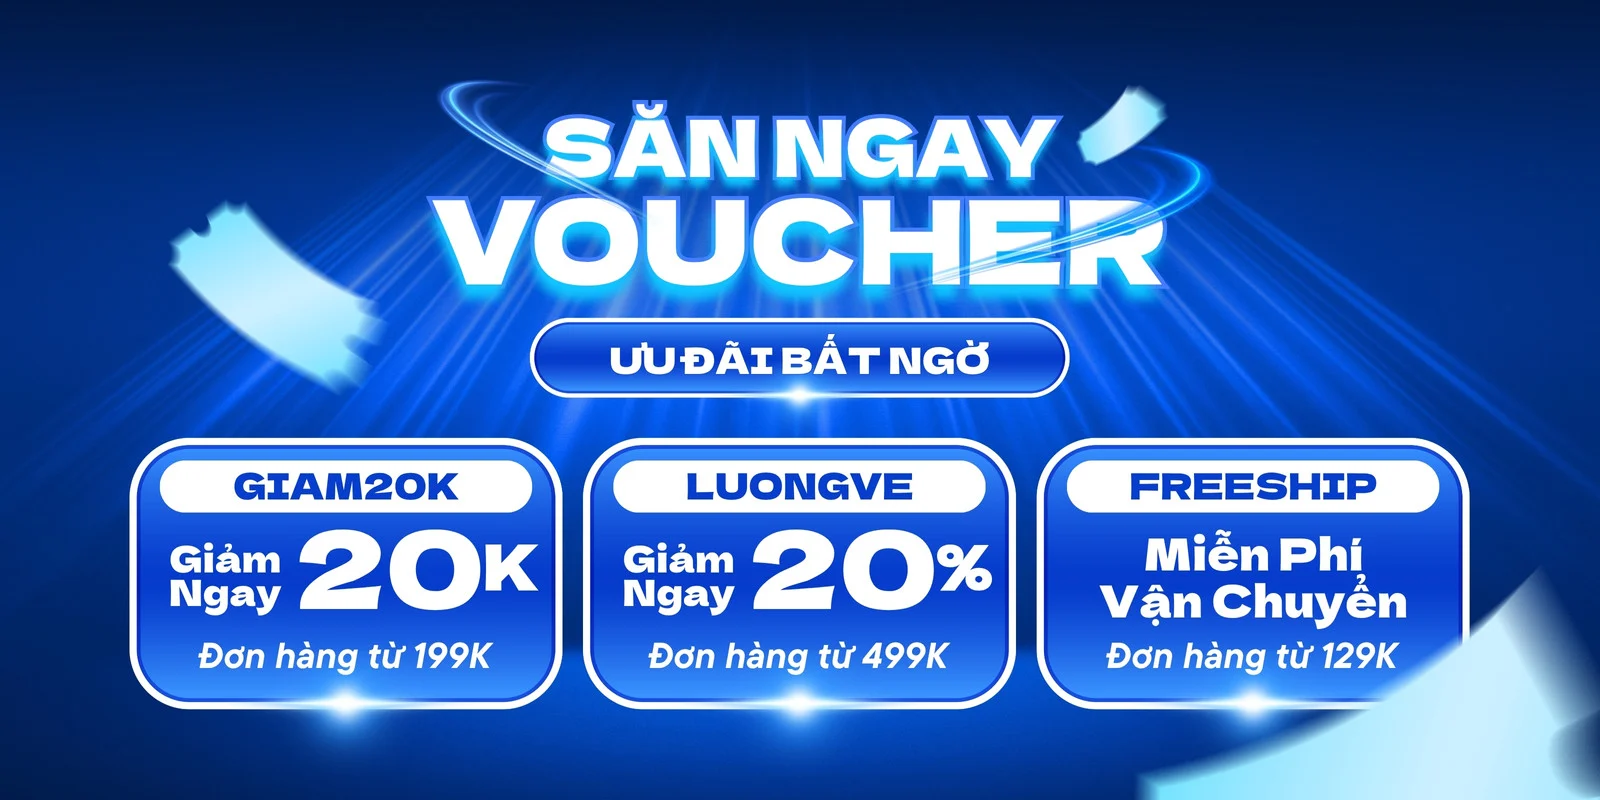 SĂN NGAY
VOUCHER
ƯU ĐÃI BẤT NGỜ
GIAM20K
Giảm
Ngay
20K
Đơn hàng từ 199K
LUONGVE
Giảm
Ngay
20%
Đơn hàng từ 499K
FREESHIP
Miễn Phí
Vận Chuyển
Đơn hàng từ 129K